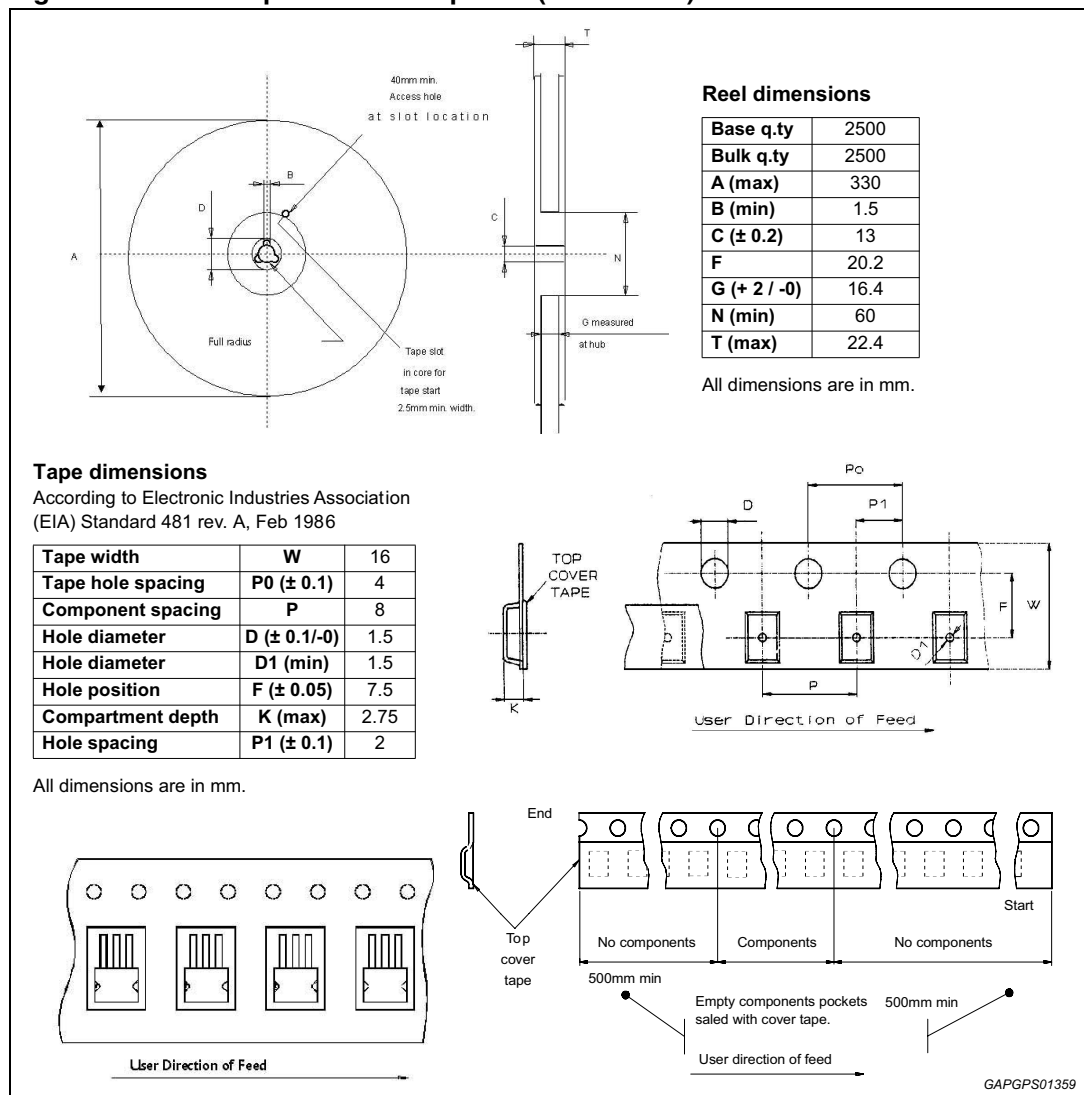 T
40mm min.
Access hole
at slot location
B
D
C
A
N
G measured
at hub
Full radius
Tape slot
in core for
tape start
2.5mm min. width.
Reel dimensions
Base q.ty 2500
Bulk q.ty 2500
A (max) 330
B (min) 1.5
C (± 0.2) 13
F 20.2
G (+ 2 / -0) 16.4
N (min) 60
T (max) 22.4
All dimensions are in mm.
Tape dimensions
According to Electronic Industries Association
(EIA) Standard 481 rev. A, Feb 1986
Tape width W 16
Tape hole spacing P0 (± 0.1) 4
Component spacing P 8
Hole diameter D (± 0.1/-0) 1.5
Hole diameter D1 (min) 1.5
Hole position F (± 0.05) 7.5
Compartment depth K (max) 2.75
Hole spacing P1 (± 0.1) 2
All dimensions are in mm.
TOP
COVER
TAPE
K
Po
D
P1
F
W
D1
P
User Direction of Feed
User Direction of Feed
End
Start
Top
cover
tape
No components
Components
No components
500mm min
Empty components pockets
saled with cover tape.
500mm min
User direction of feed
GAPGPS01359